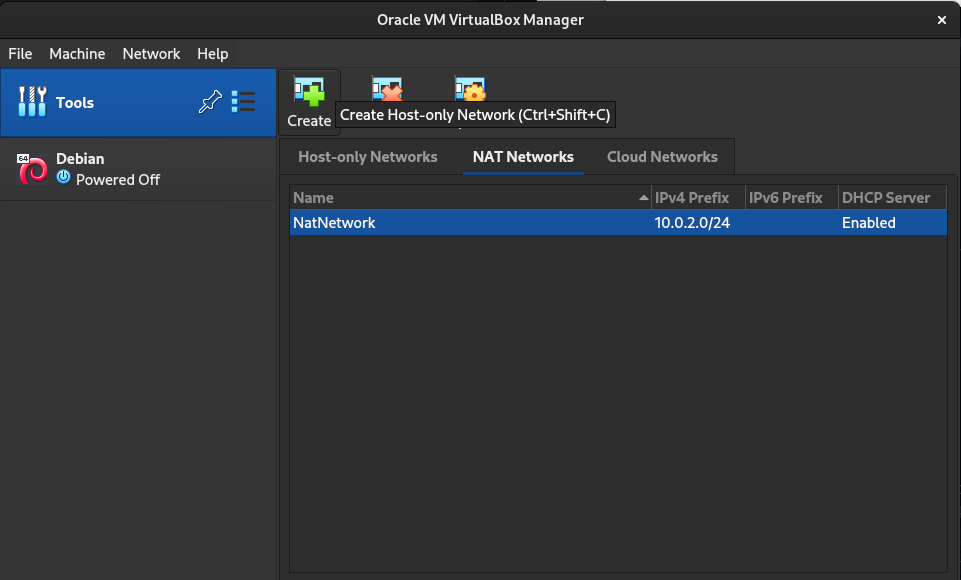 Oracle VM VirtualBox Manager
File Machine Network Help
Tools
Create
Create Host-only Network (Ctrl+Shift+C)
64
Debian
Powered Off
Host-only Networks NAT Networks Cloud Networks
Name IPv4 Prefix IPv6 Prefix DHCP Server
NatNetwork 10.0.2.0/24 Enabled